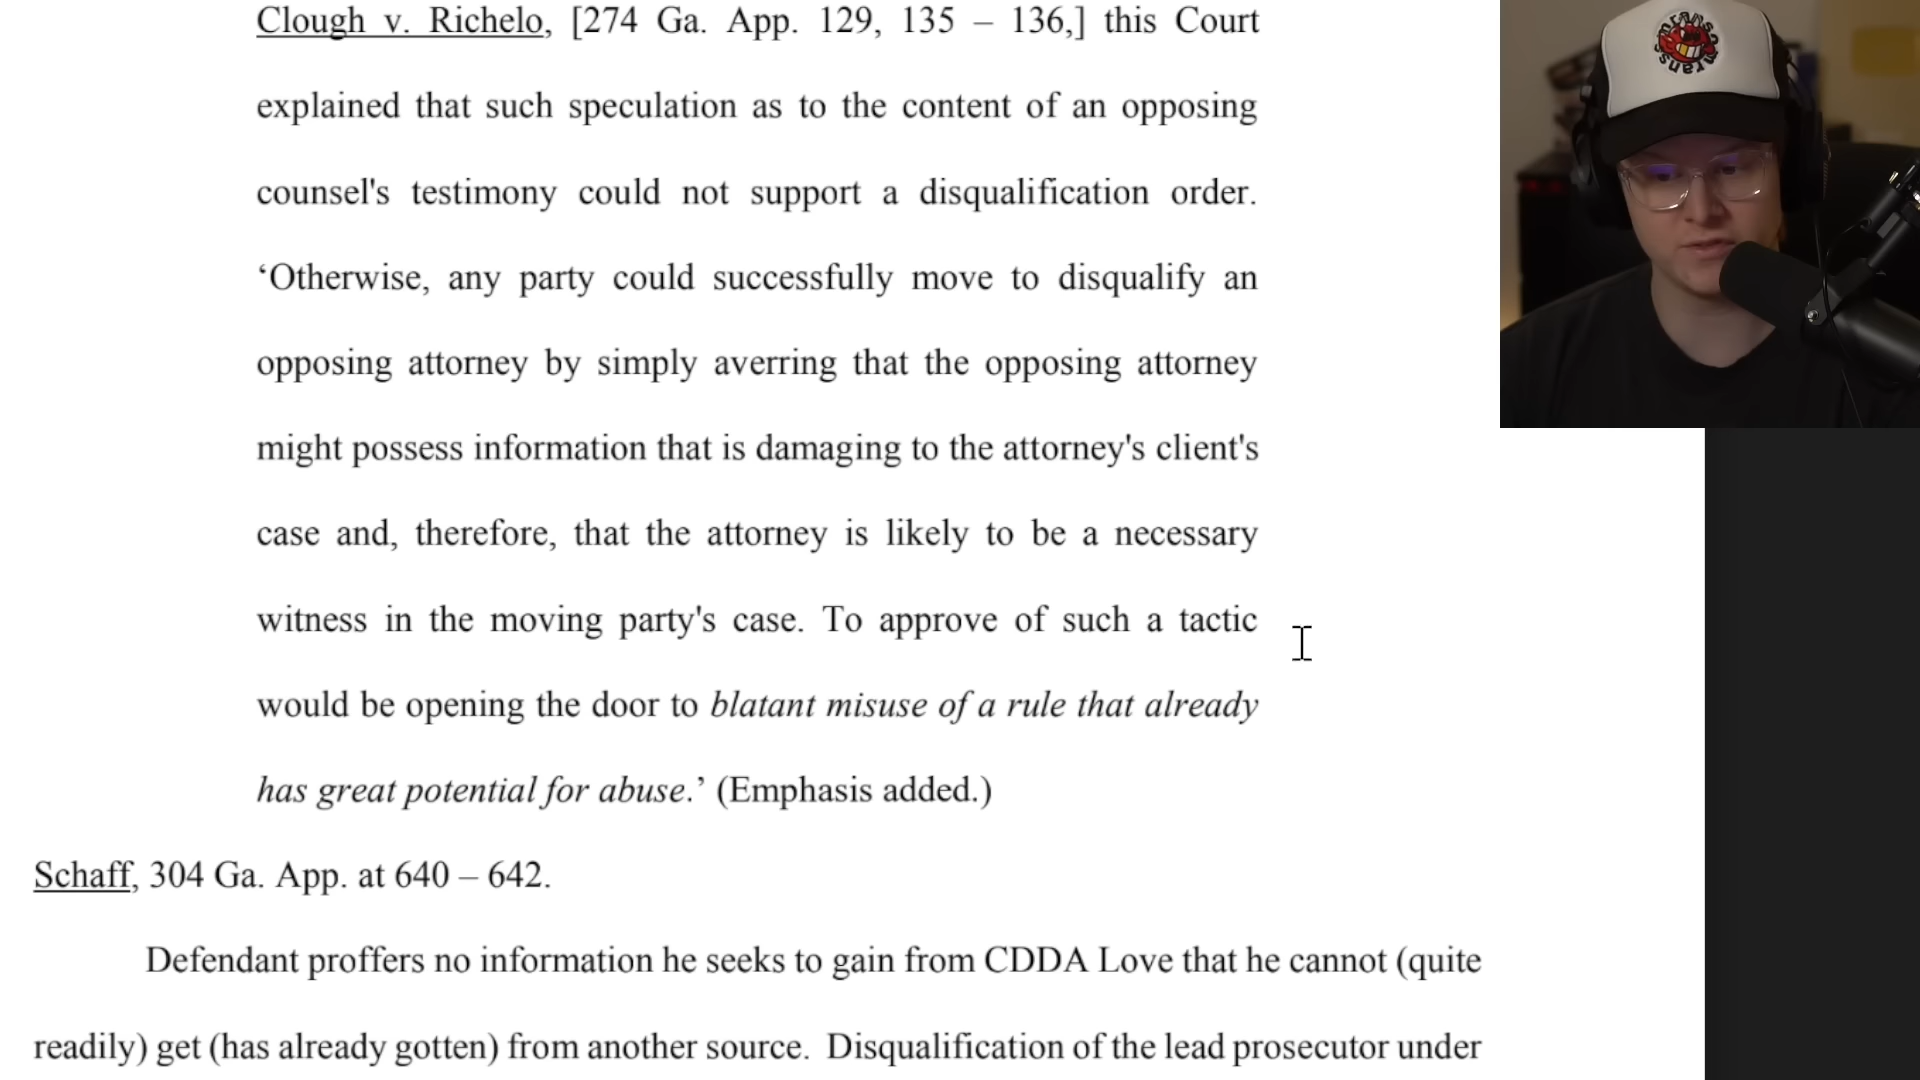 Clough v. Richelo, [274 Ga. App. 129, 135 – 136,] this Court
explained that such speculation as to the content of an opposing
counsel's testimony could not support a disqualification order.
‘Otherwise, any party could successfully move to disqualify an
opposing attorney by simply averring that the opposing attorney
might possess information that is damaging to the attorney's client's
case and, therefore, that the attorney is likely to be a necessary
witness in the moving party's case. To approve of such a tactic
would be opening the door to blatant misuse of a rule that already
has great potential for abuse.’ (Emphasis added.)
Schaff, 304 Ga. App. at 640 – 642.
Defendant proffers no information he seeks to gain from CDDA Love that he cannot (quite
readily) get (has already gotten) from another source. Disqualification of the lead prosecutor under